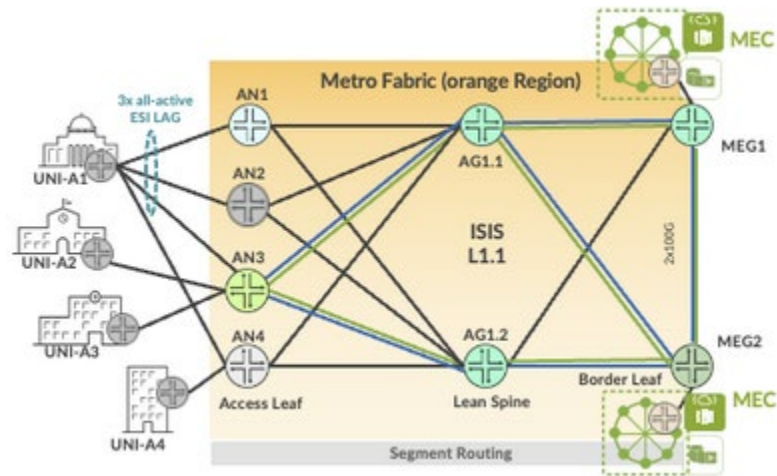 MEC
Metro Fabric (orange Region)
3x all-active
ESI LAG
AN1
AG1.1
MEG1
UNI-A1
AN2
ISIS
L1.1
2x100G
UNI-A2
AN3
UNI-A3
AG1.2
MEG2
AN4
Access Leaf
Lean Spine
Border Leaf
MEC
UNI-A4
Segment Routing